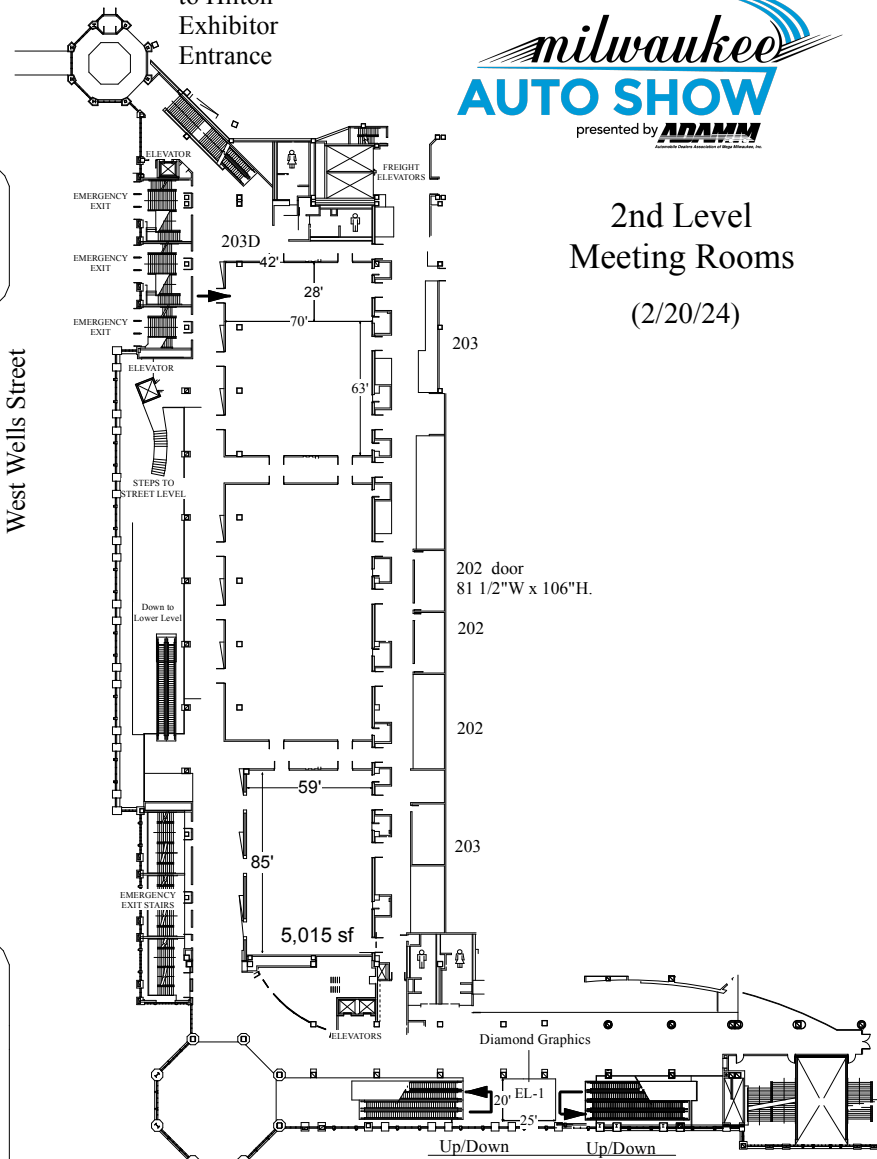 to Hilton
Exhibitor
Entrance
milwaukee
AUTO SHOW
presented by ADAMM
Automobile Dealers Association of Mega Milwaukee, Inc.
2nd Level
Meeting Rooms
(2/20/24)
ELEVATOR
FREIGHT
ELEVATORS
EMERGENCY
EXIT
203D
42'
EMERGENCY
EXIT
28'
70'
EMERGENCY
EXIT
203
ELEVATOR
63'
West Wells Street
STEPS TO
STREET LEVEL
202 door
81 1/2"W x 106"H.
Down to
Lower Level
202
202
59'
203
85'
EMERGENCY
EXIT STAIRS
5,015 sf
ELEVATORS
Diamond Graphics
20'
EL-1
25'
Up/Down
Up/Down